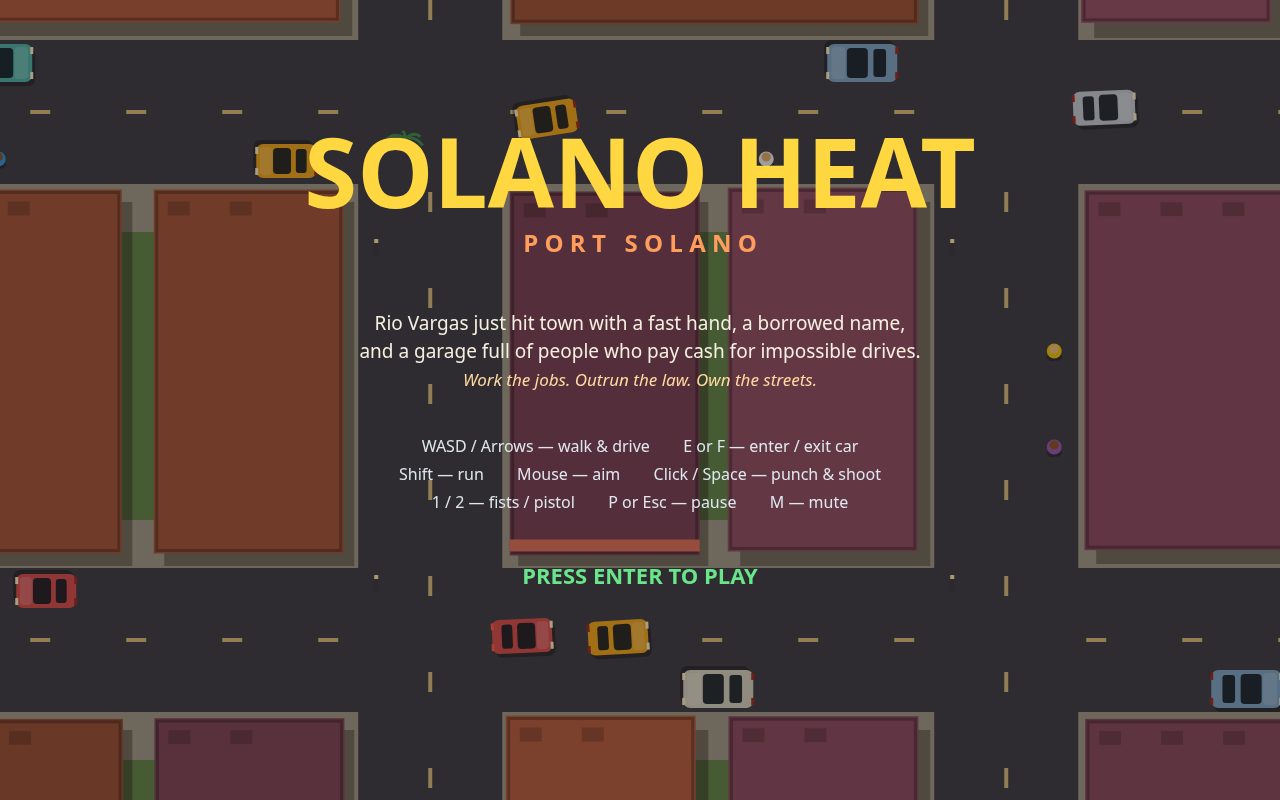 SOLANO HEAT
PORT SOLANO
Rio Vargas just hit town with a fast hand, a borrowed name,
and a garage full of people who pay cash for impossible drives.
Work the jobs. Outrun the law. Own the streets.
WASD / Arrows — walk & drive E or F — enter / exit car
Shift — run Mouse — aim Click / Space — punch & shoot
1 / 2 — fists / pistol P or Esc — pause M — mute
PRESS ENTER TO PLAY